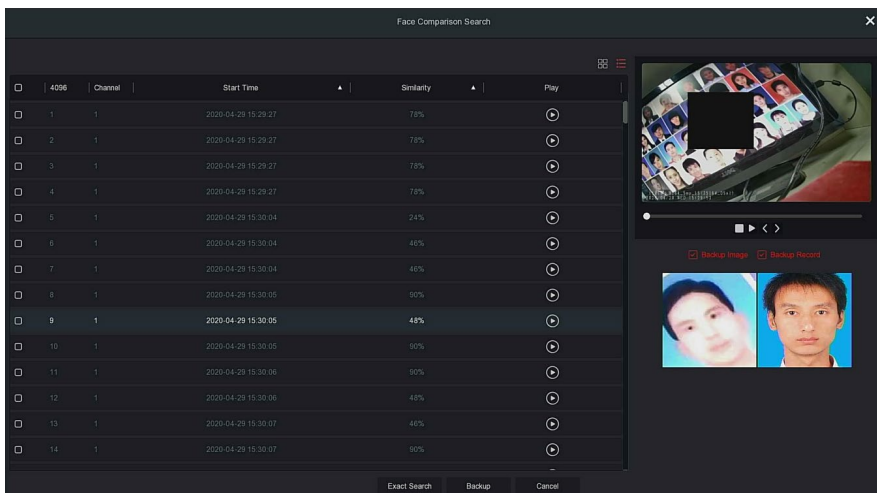 Face Comparison Search
4096 Channel Start Time Similarity Play
1 1 2020-04-29 15:29:27 78%
2 1 2020-04-29 15:29:27 78%
3 1 2020-04-29 15:29:27 78%
4 1 2020-04-29 15:29:27 78%
5 1 2020-04-29 15:30:04 24%
6 1 2020-04-29 15:30:04 46%
7 1 2020-04-29 15:30:04 46%
8 1 2020-04-29 15:30:05 90%
9 1 2020-04-29 15:30:05 48%
10 1 2020-04-29 15:30:05 90%
11 1 2020-04-29 15:30:06 90%
12 1 2020-04-29 15:30:06 48%
13 1 2020-04-29 15:30:07 46%
14 1 2020-04-29 15:30:07 90%
Backup Image Backup Record
Exact Search Backup Cancel